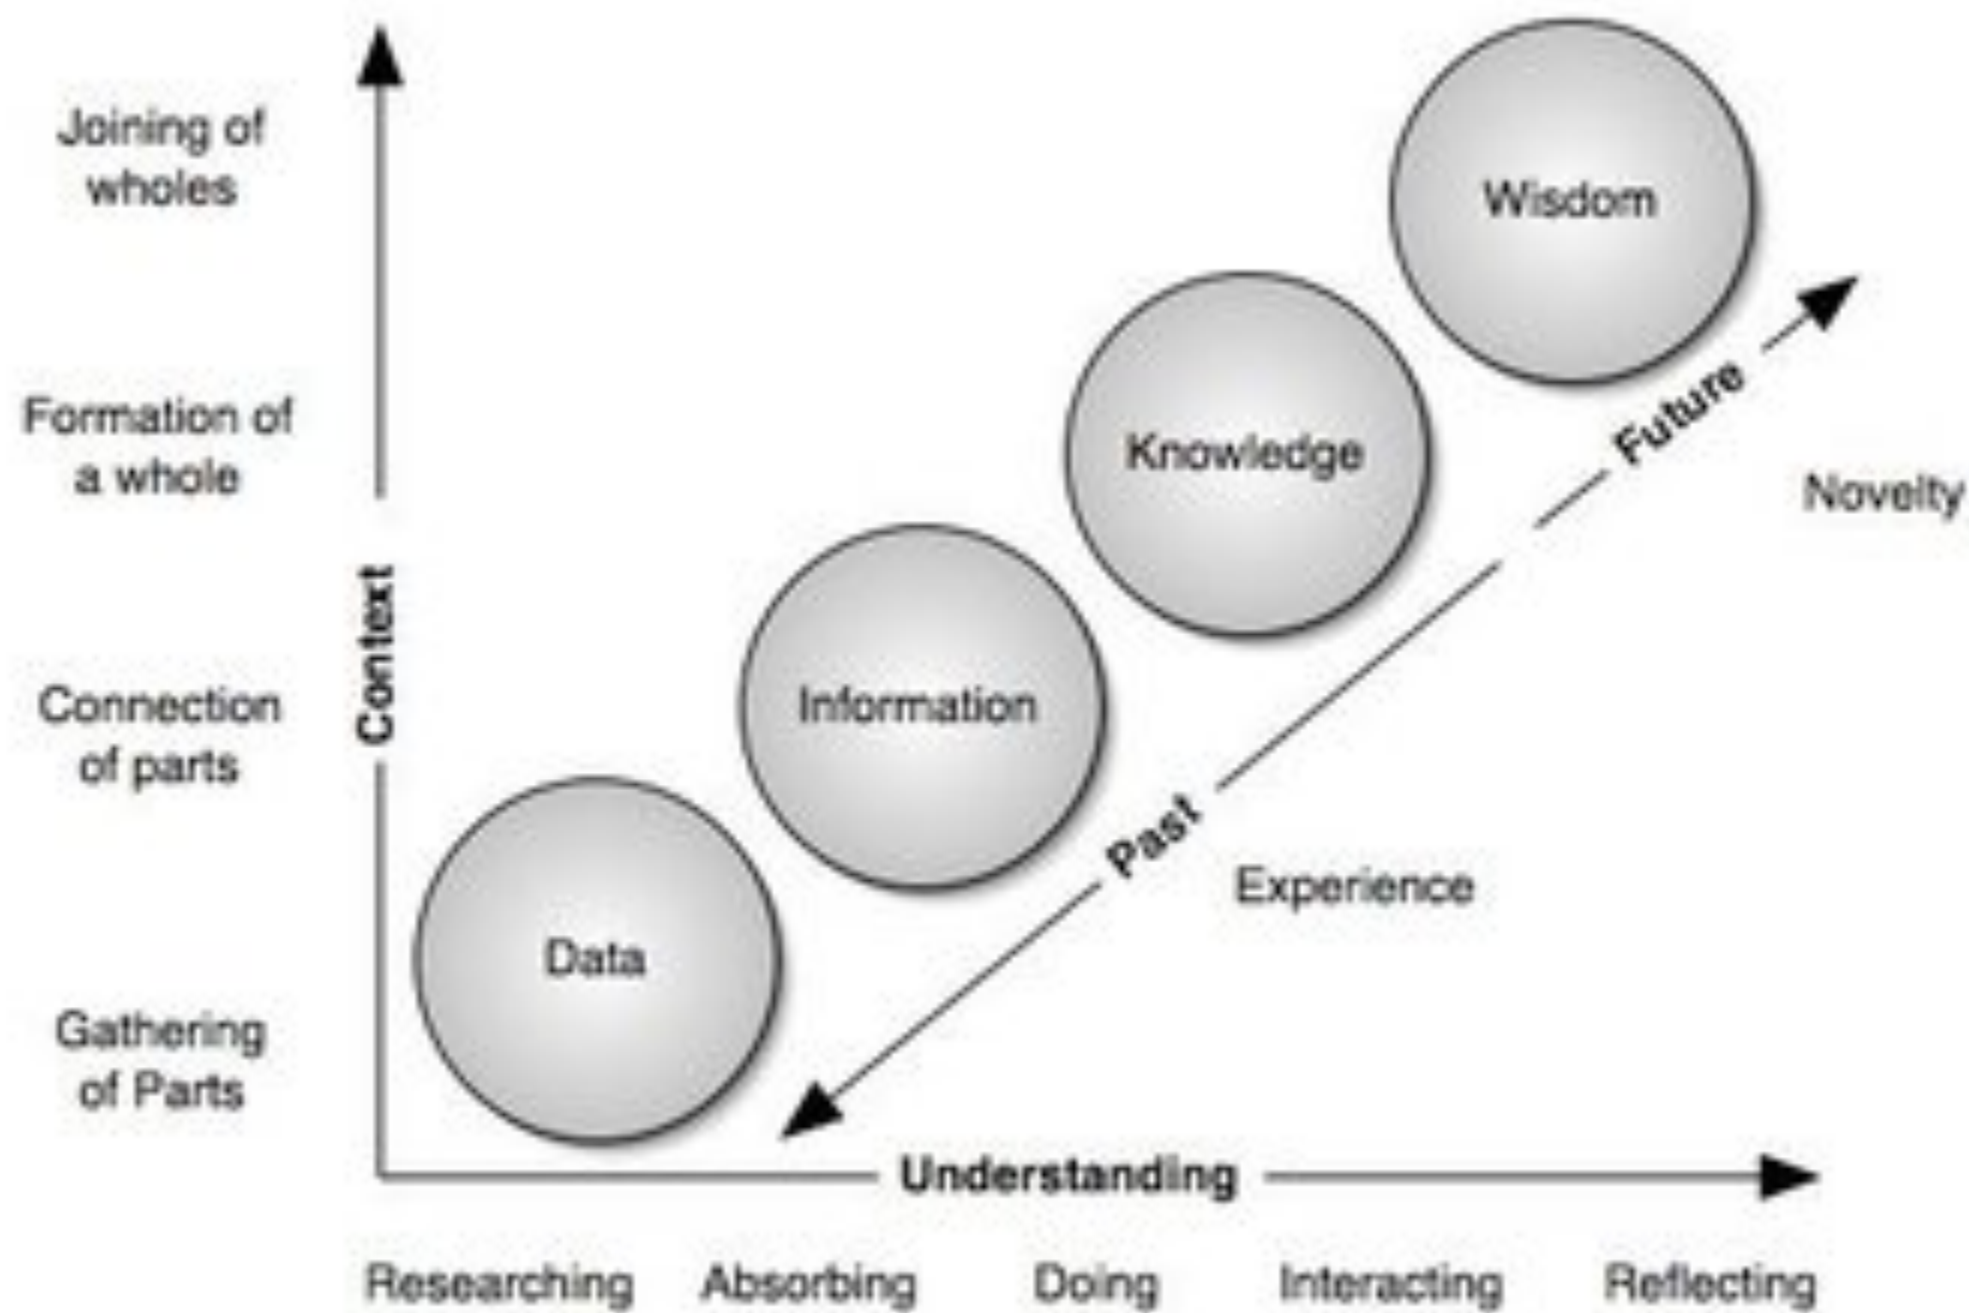 Joining of
wholes
Wisdom
Formation of
a whole
Knowledge
Future
Novelty
Context
Connection
of parts
Information
Past
Experience
Data
Gathering
of Parts
Understanding
Researching Absorbing Doing Interacting Reflecting